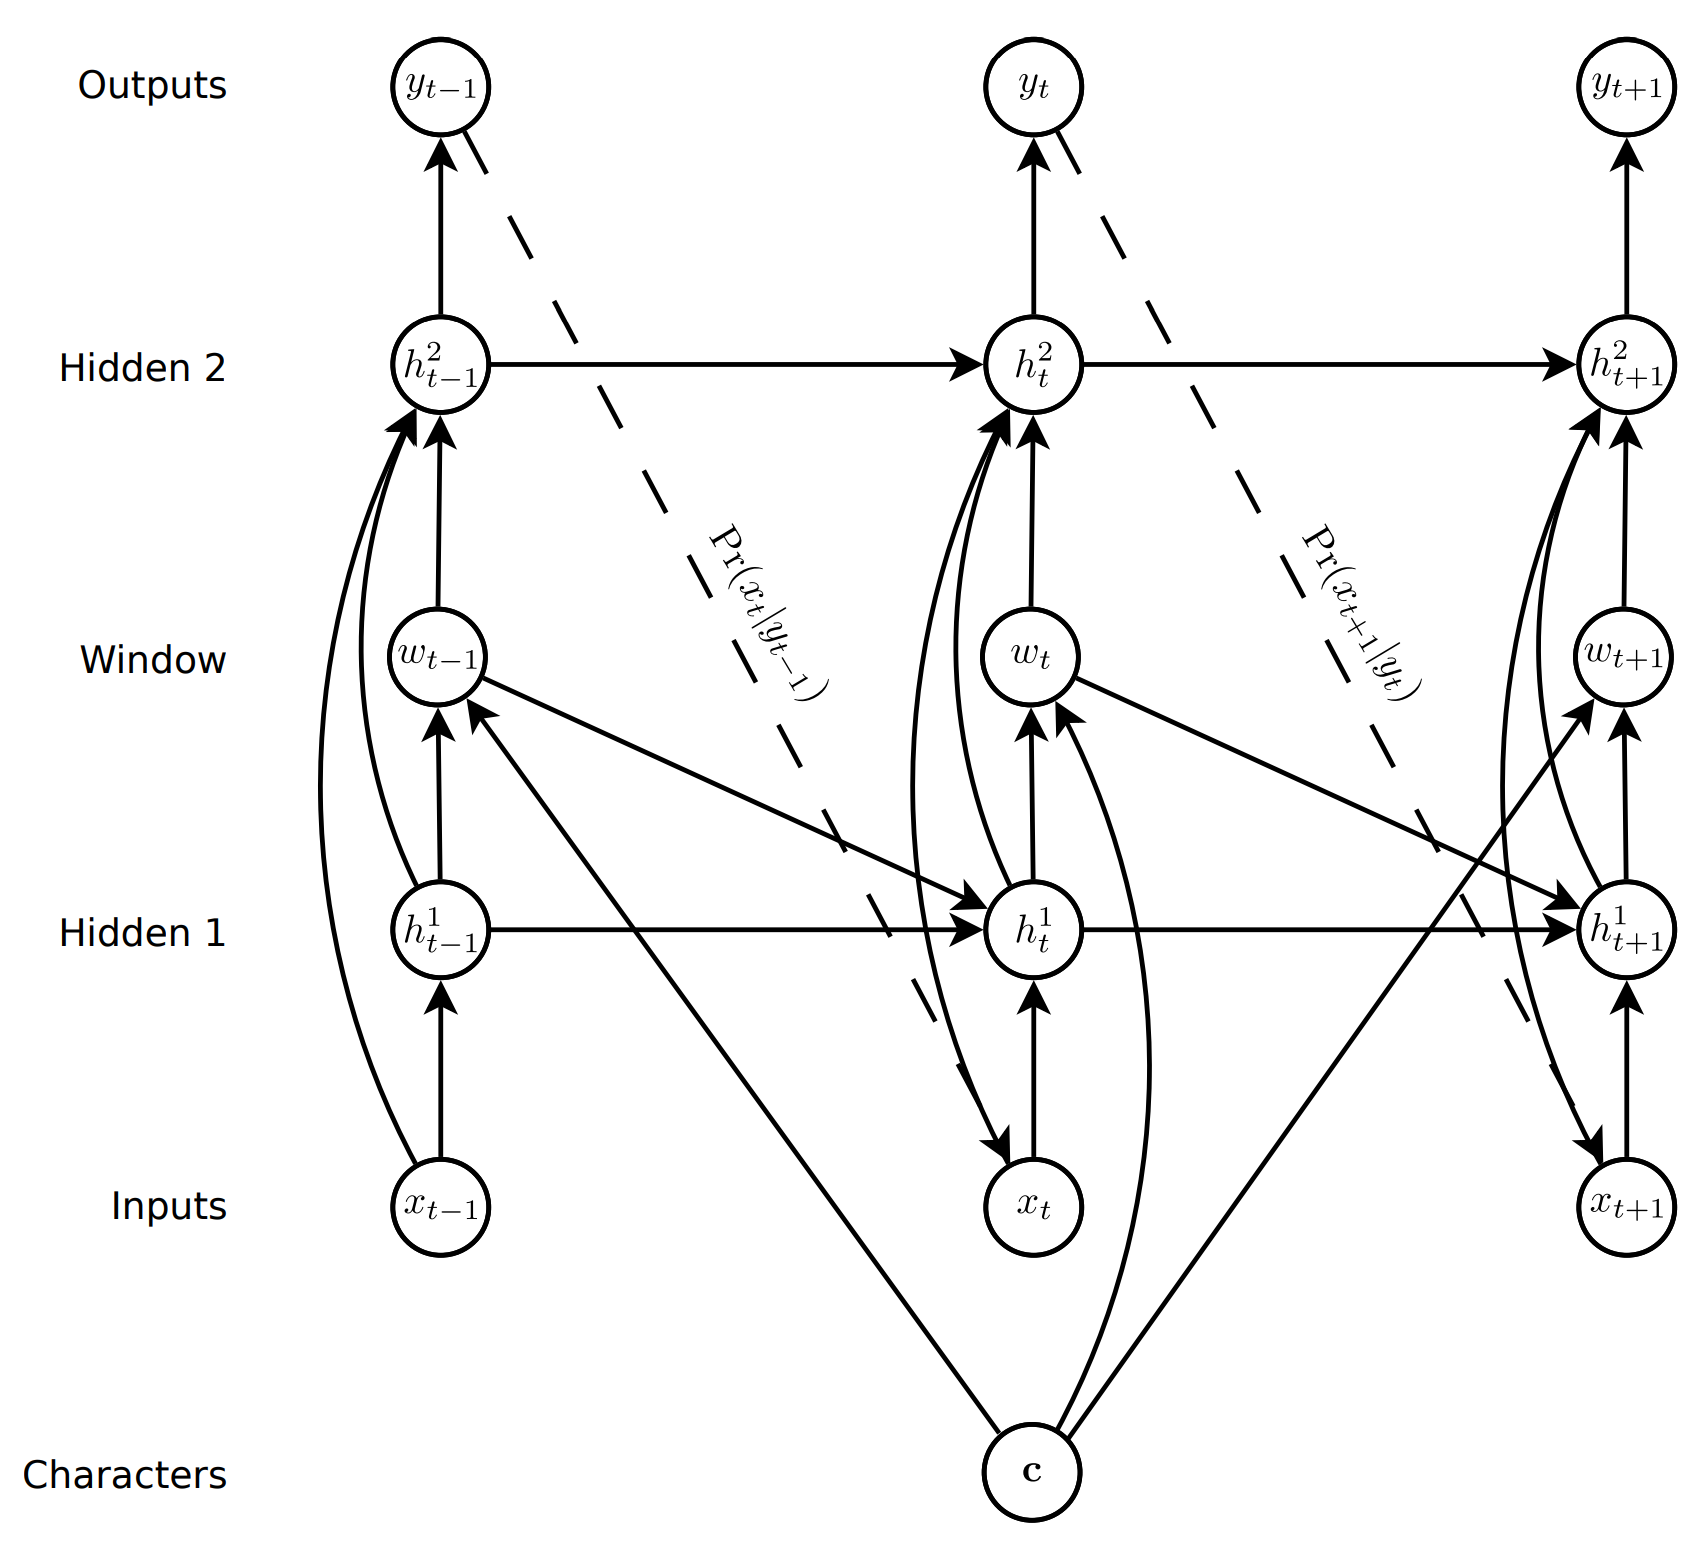 Outputs y_{t-1} y_t y_{t+1}
Hidden 2 h^2_{t-1} h^2_t h^2_{t+1}
Pr(x_t|y_{t-1}) Pr(x_{t+1}|y_t)
Window w_{t-1} w_t w_{t+1}
Hidden 1 h^1_{t-1} h^1_t h^1_{t+1}
Inputs x_{t-1} x_t x_{t+1}
Characters c